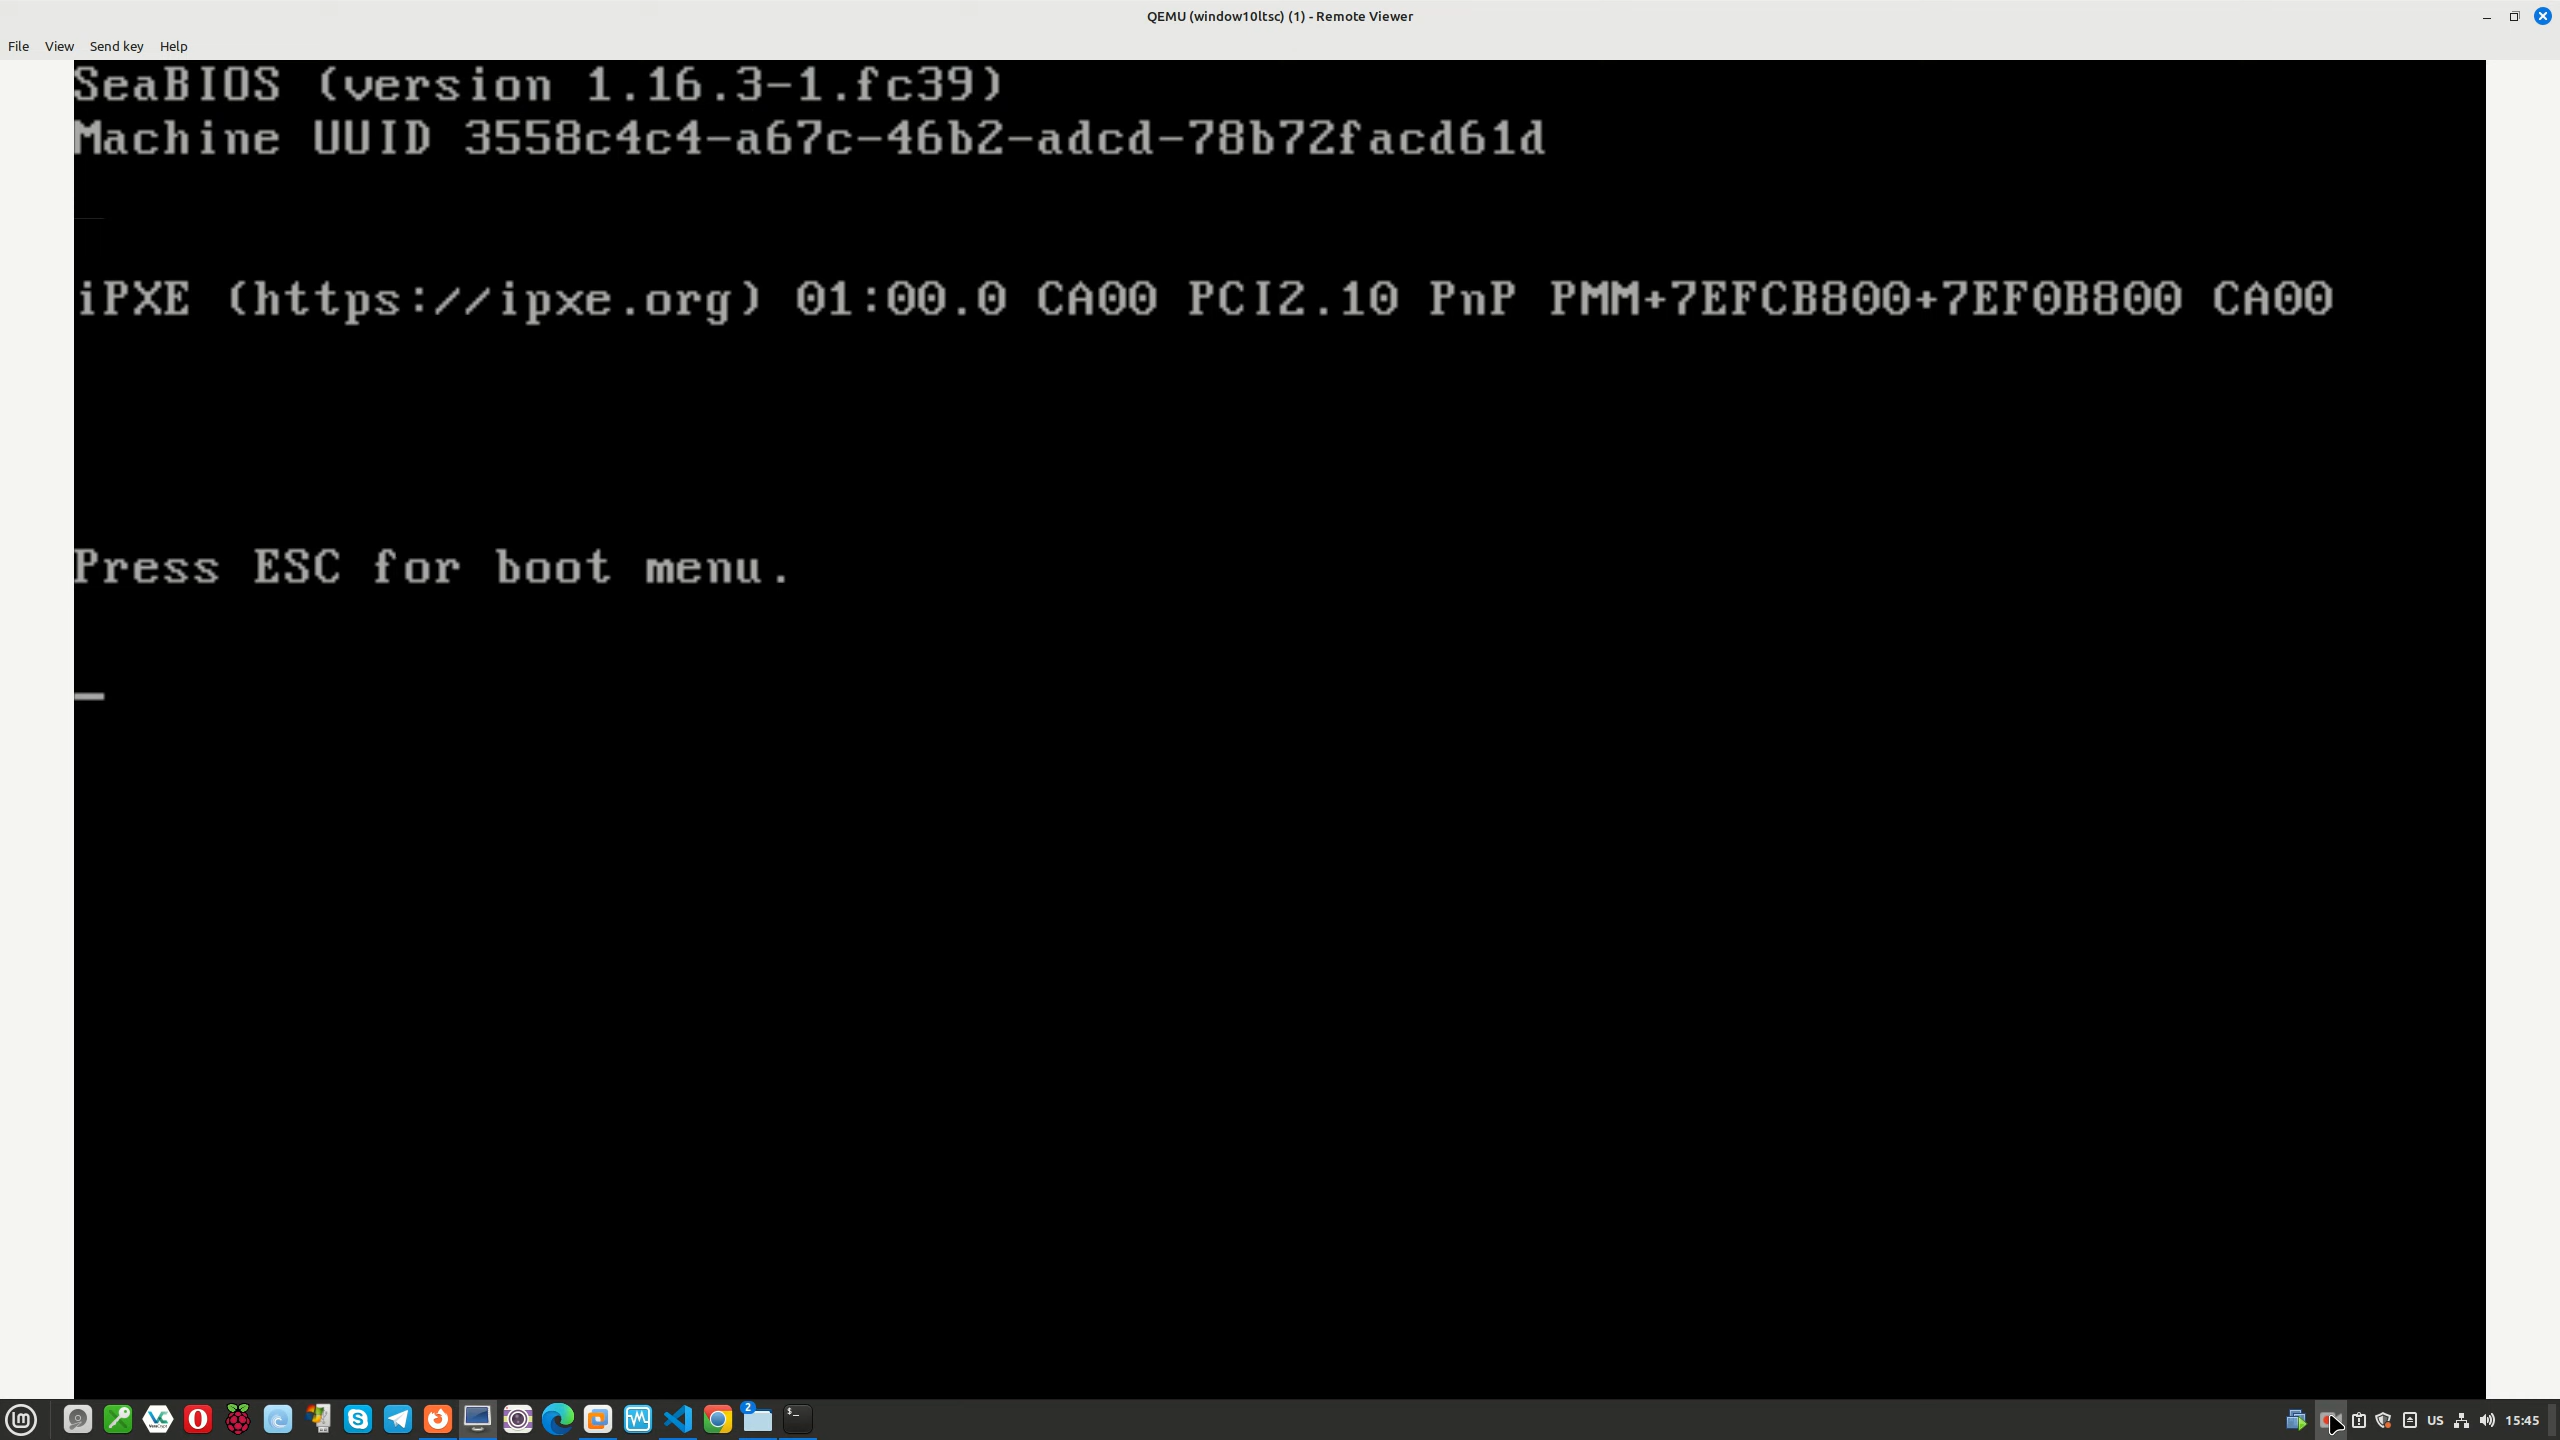 QEMU (window10ltsc) (1) - Remote Viewer
File View Send key Help
SeaBIOS (version 1.16.3-1.fc39)
Machine UUID 3558c4c4-a67c-46b2-adcd-78b72facd61d
iPXE (https://ipxe.org) 01:00.0 CA00 PCI2.10 PnP PMM+7EFCB800+7EF0B800 CA00
Press ESC for boot menu.
2
US 15:45